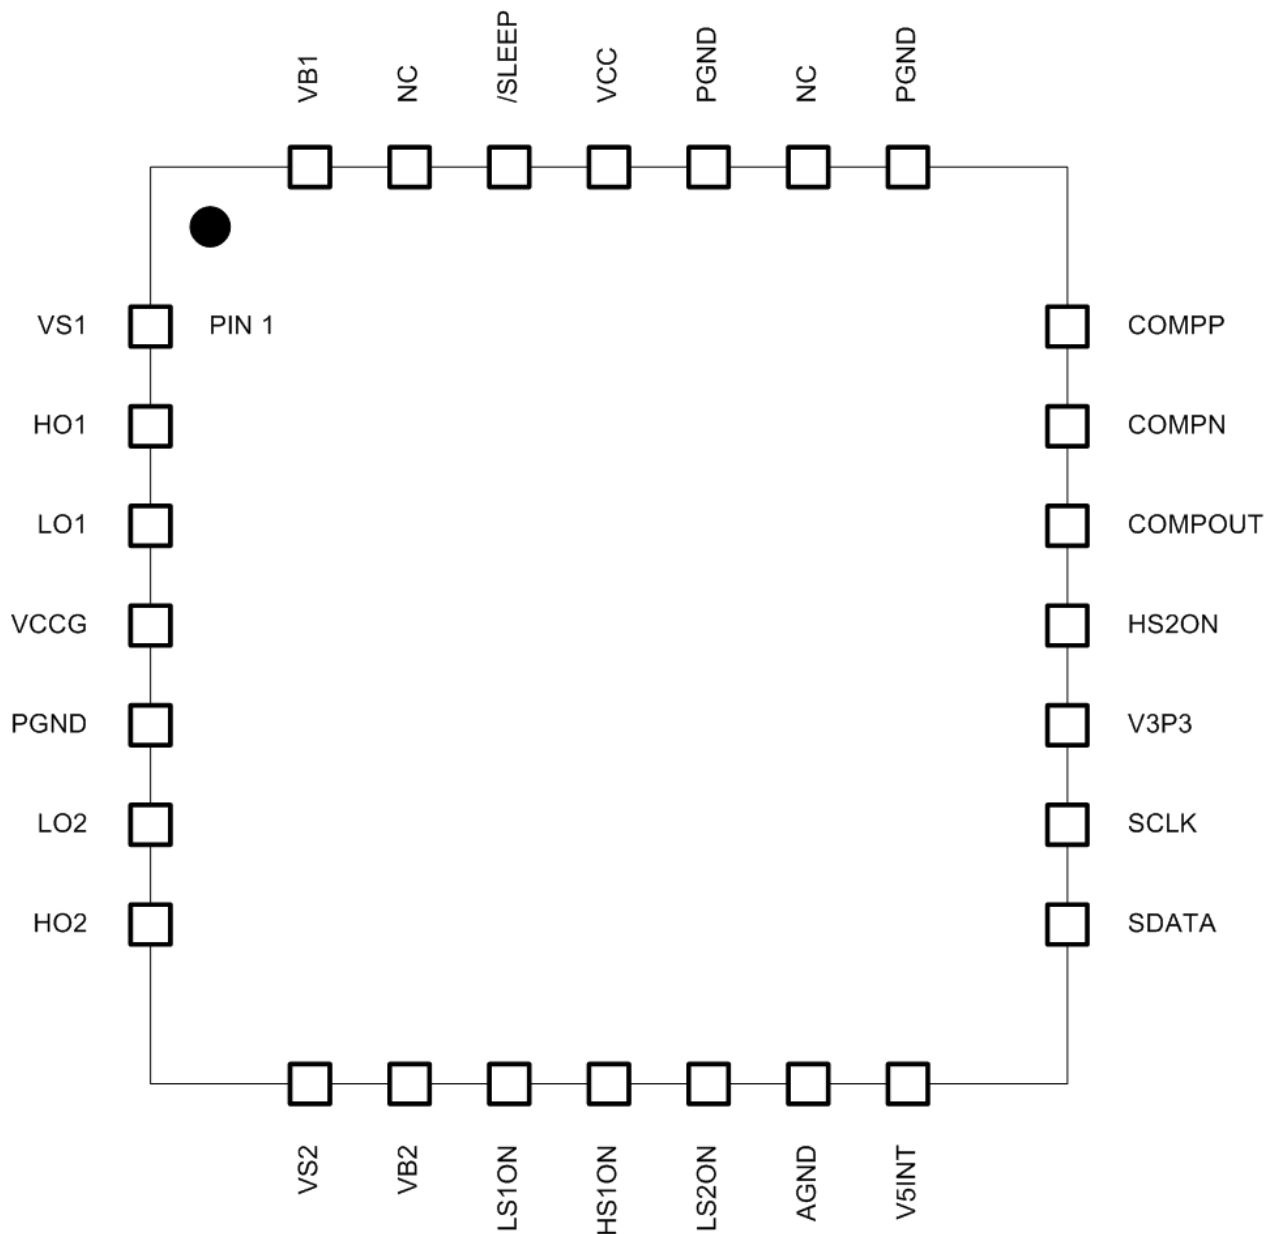 VB1
NC
/SLEEP
VCC
PGND
NC
PGND
VS1
PIN 1
COMPP
HO1
COMPN
LO1
COMPOUT
VCCG
HS2ON
PGND
V3P3
LO2
SCLK
HO2
SDATA
VS2
VB2
LS1ON
HS1ON
LS2ON
AGND
V5INT